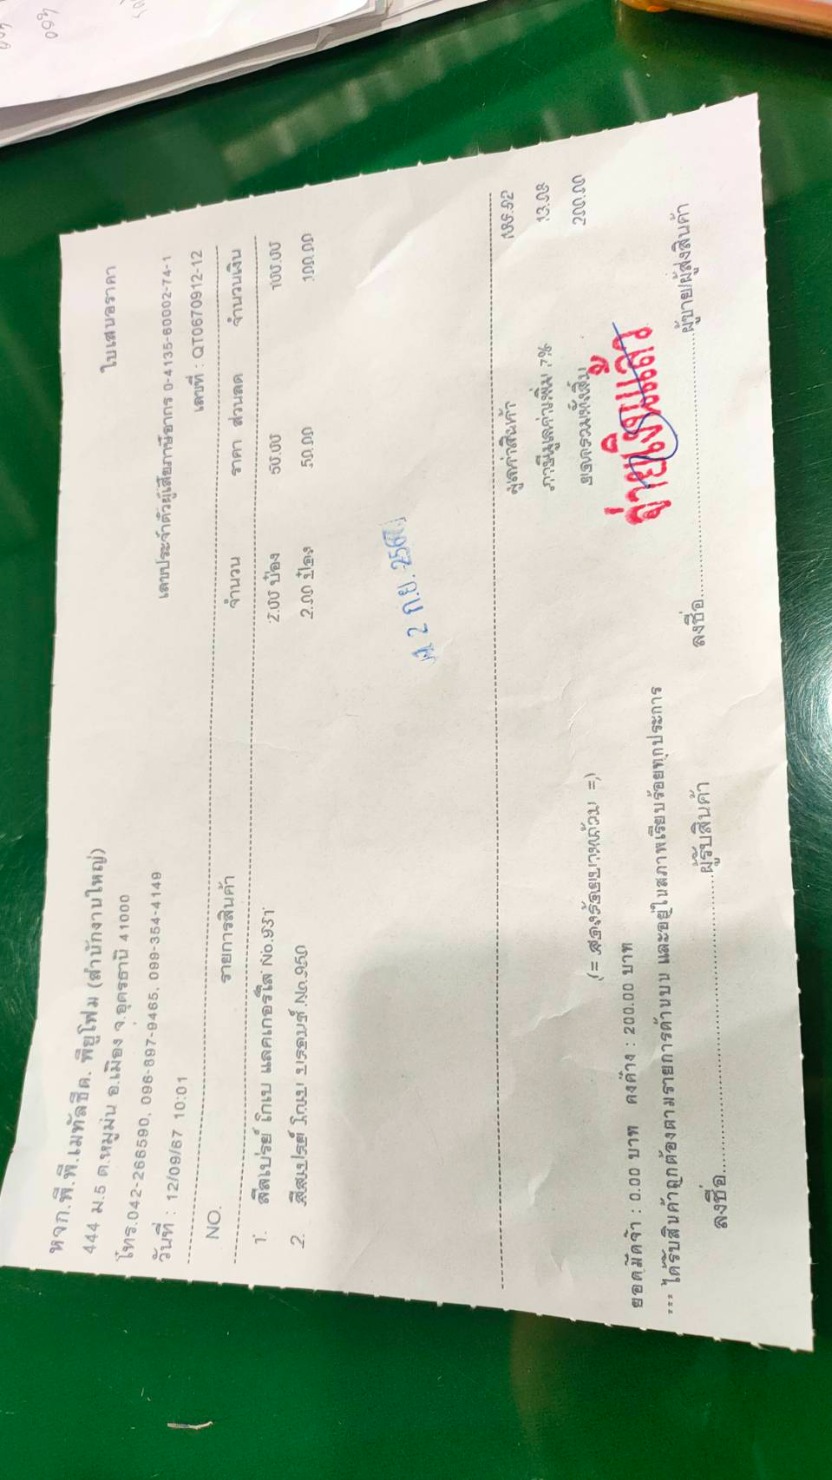 ใบเสนอราคา
หจก.พี.พี.เมทัลชีต. พียูโฟม (สำนักงานใหญ่)
444 ม.5 ต.หมูม่น อ.เมือง จ.อุดรธานี 41000
เลขประจำตัวผู้เสียภาษีอากร 0-4135-60002-74-1
โทร.042-266590, 096-697-9465, 099-354-4149
วันที่ : 12/09/67 10:01 เลขที่ : QT0670912-12
NO. รายการสินค้า จำนวน ราคา ส่วนลด จำนวนเงิน
1. สีสเปรย์ โกเบ แลคเกอร์ใส No.931 2.00 ป๋อง 50.00 100.00
2. สีสเปรย์ โกเบ บรอนซ์ No.950 2.00 ป๋อง 50.00 100.00
2 ก.ย. 2567
มูลค่าสินค้า 186.92
ภาษีมูลค่าเพิ่ม 7% 13.08
(= สองร้อยบาทถ้วน =) ยอดรวมทั้งสิ้น 200.00
ยอดมัดจำ : 0.00 บาท คงค้าง : 200.00 บาท
จ่ายเงินแล้ว
*** ได้รับสินค้าถูกต้องตามรายการด้านบน และอยู่ในสภาพเรียบร้อยทุกประการ
ลงชื่อ..............................ผู้รับสินค้า ลงชื่อ..............................ผู้ขาย/ผู้ส่งสินค้า